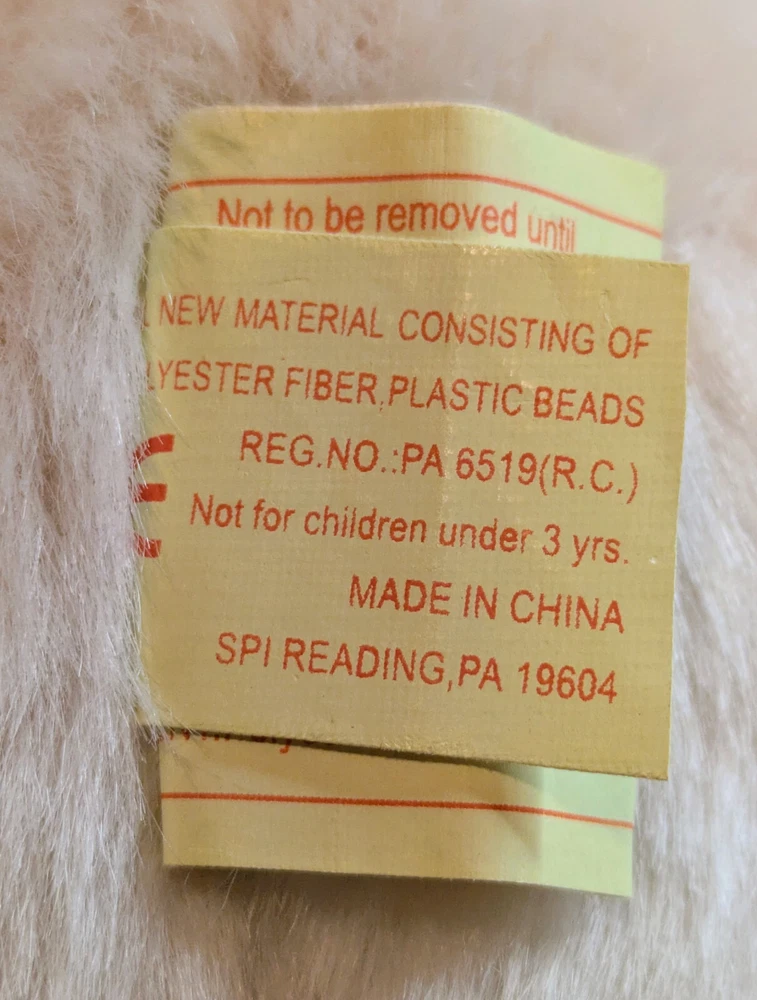 Not to be removed until
NEW MATERIAL CONSISTING OF
LYESTER FIBER,PLASTIC BEADS
REG.NO.:PA 6519(R.C.)
Not for children under 3 yrs.
MADE IN CHINA
SPI READING,PA 19604